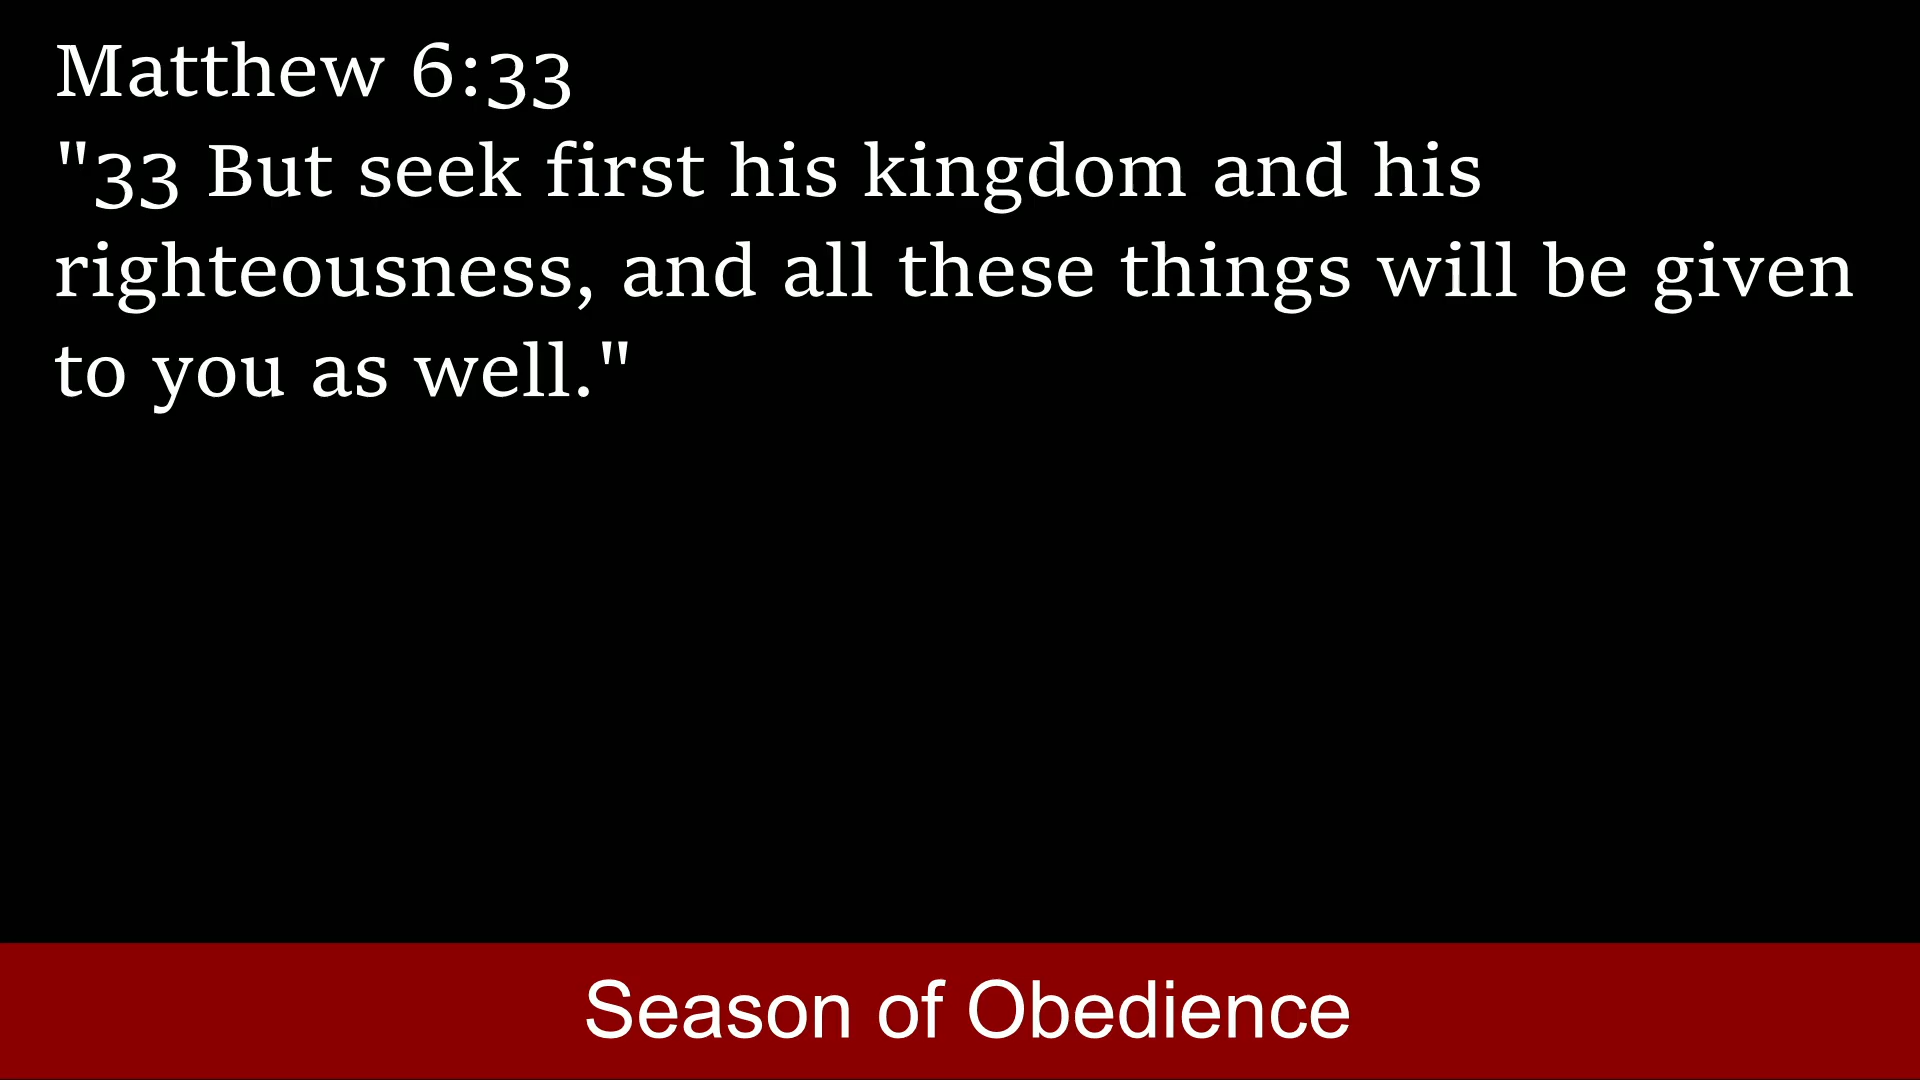 Matthew 6:33
"33 But seek first his kingdom and his
righteousness, and all these things will be given
to you as well."
Season of Obedience